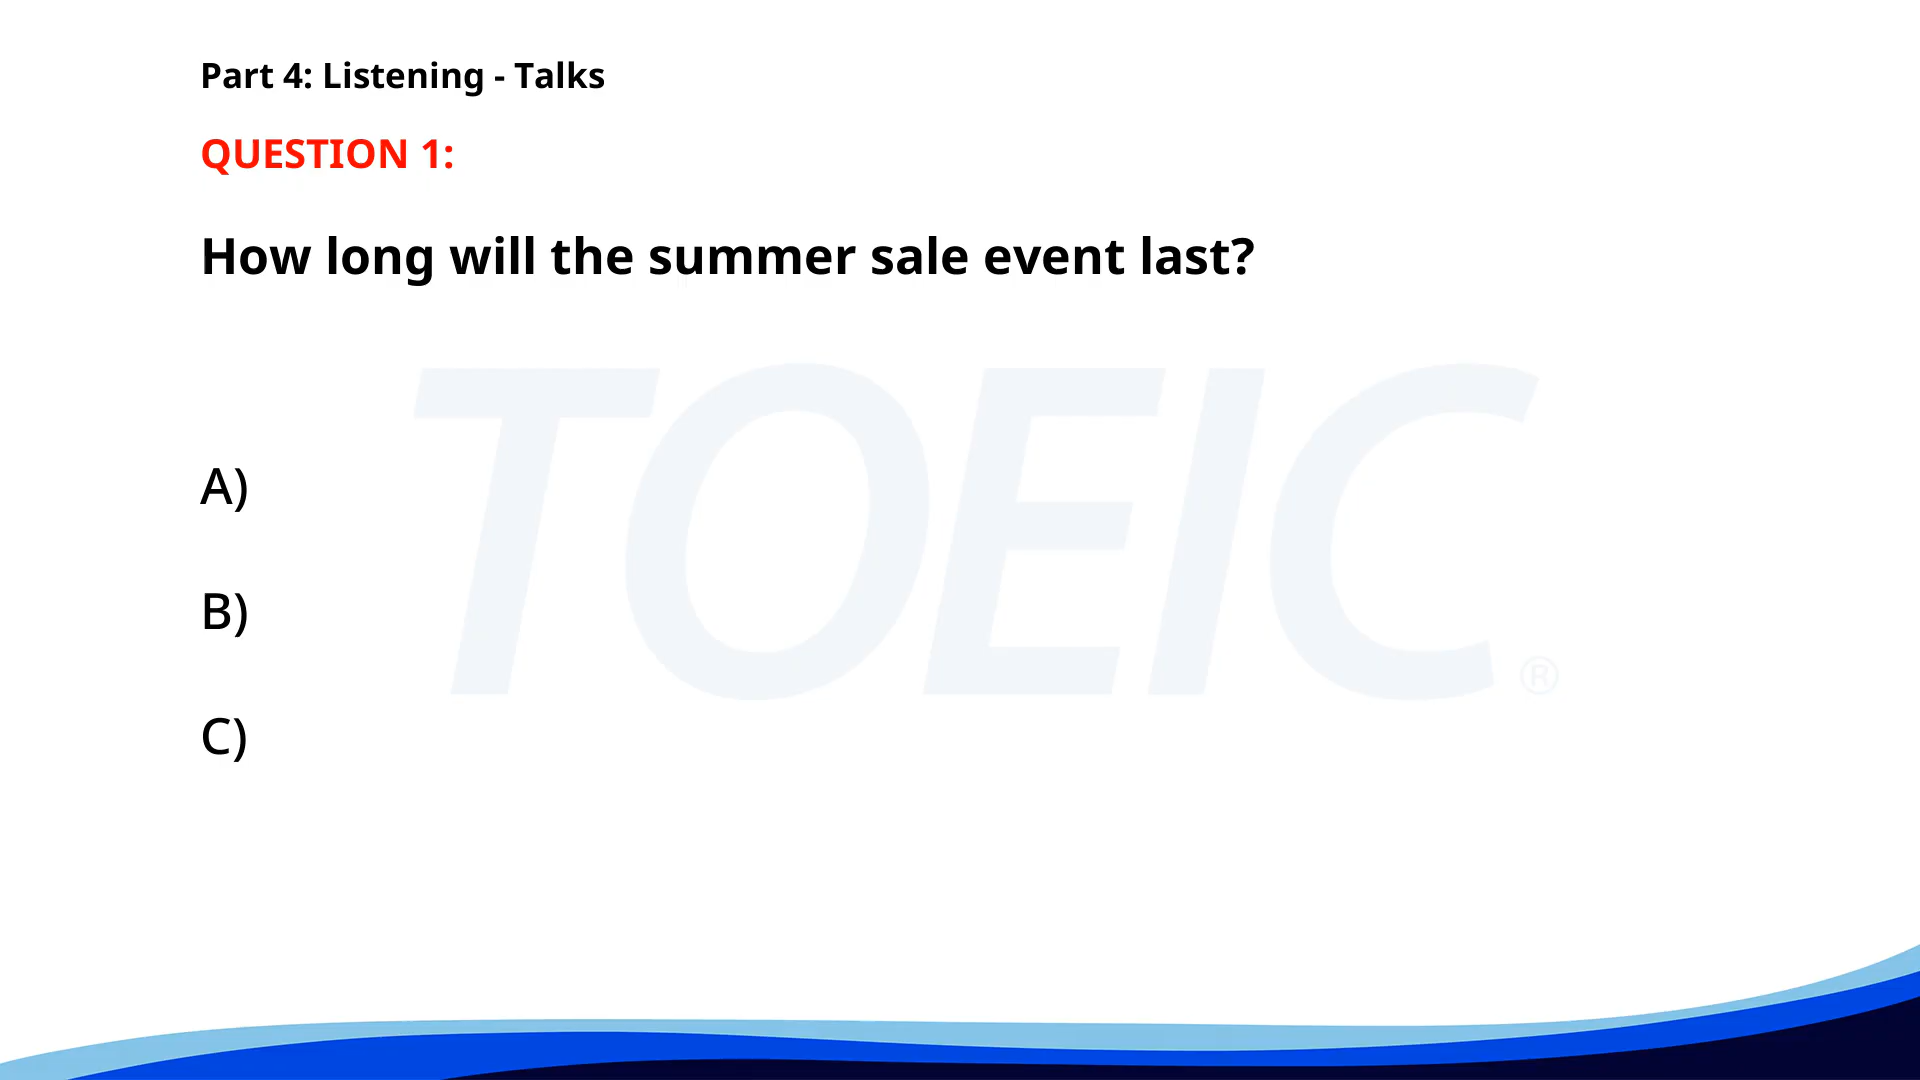 Part 4: Listening - Talks
QUESTION 1:
How long will the summer sale event last?
TOEIC®
A)
B)
C)